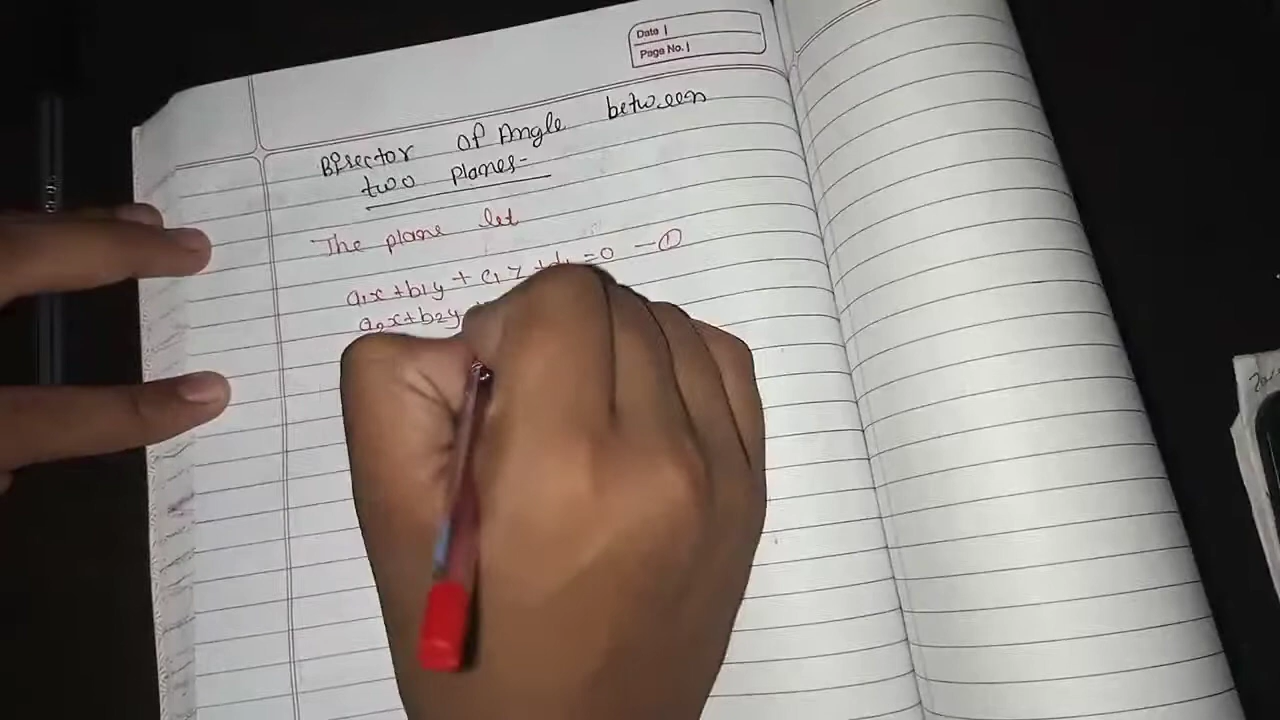 Date
Page No.
Bisector of Angle between
two planes-
The plane let
a₁x+b₁y + c₁z +d₁ =0 —①
a₂x+b₂y